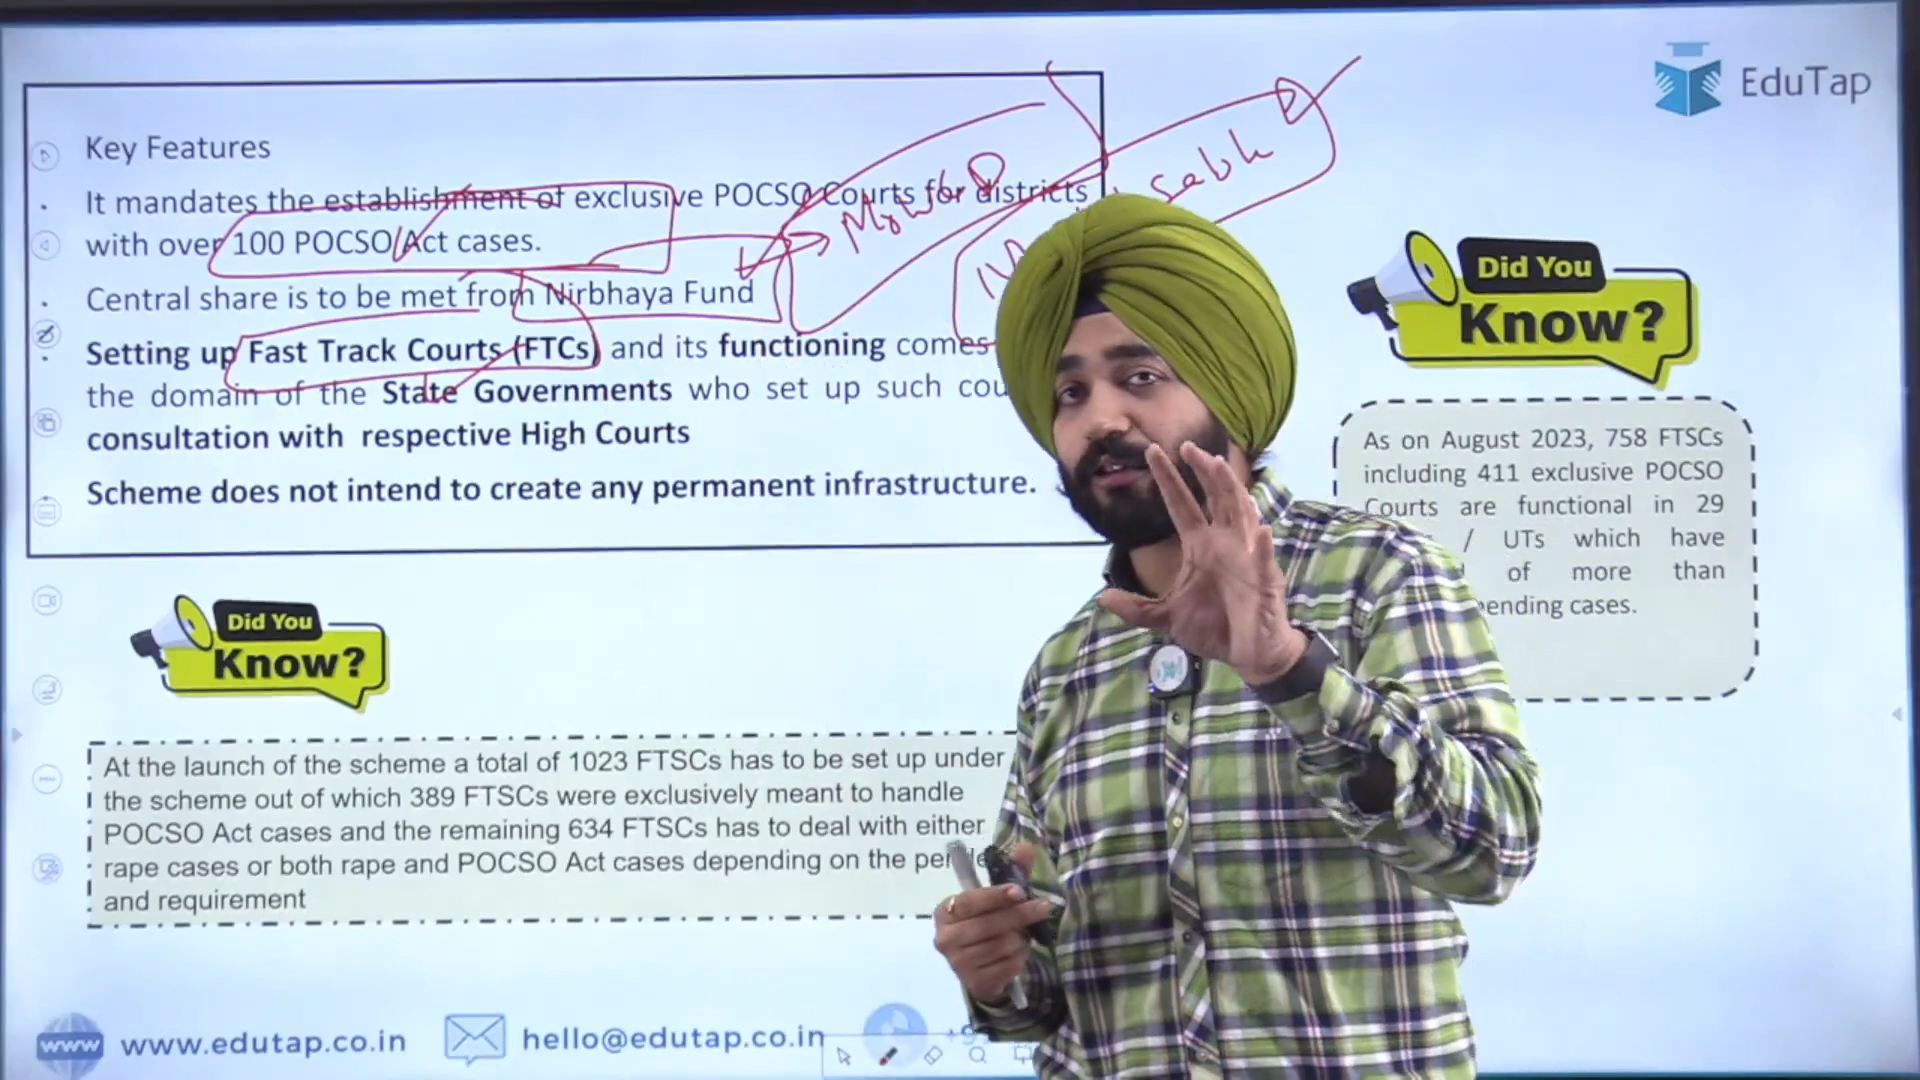 EduTap
Key Features
It mandates the establishment of exclusive POCSO Courts for districts
with over 100 POCSO Act cases.
Central share is to be met from Nirbhaya Fund
Setting up Fast Track Courts (FTCs) and its functioning comes
the domain of the State Governments who set up such
consultation with respective High Courts
Scheme does not intend to create any permanent infrastructure.
MoWCD
sabh
Did You
Know?
As on August 2023, 758 FTSCs
including 411 exclusive POCSO
Courts are functional in 29
/ UTs which have
of more than
pending cases.
Did You
Know?
At the launch of the scheme a total of 1023 FTSCs has to be set up under
the scheme out of which 389 FTSCs were exclusively meant to handle
POCSO Act cases and the remaining 634 FTSCs has to deal with either
rape cases or both rape and POCSO Act cases depending on the
and requirement
www www.edutap.co.in hello@edutap.co.in